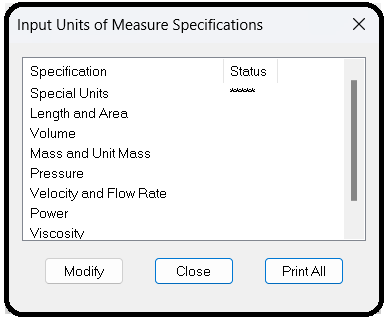 Input Units of Measure Specifications
Specification Status
Special Units ******
Length and Area
Volume
Mass and Unit Mass
Pressure
Velocity and Flow Rate
Power
Viscosity
Modify Close Print All